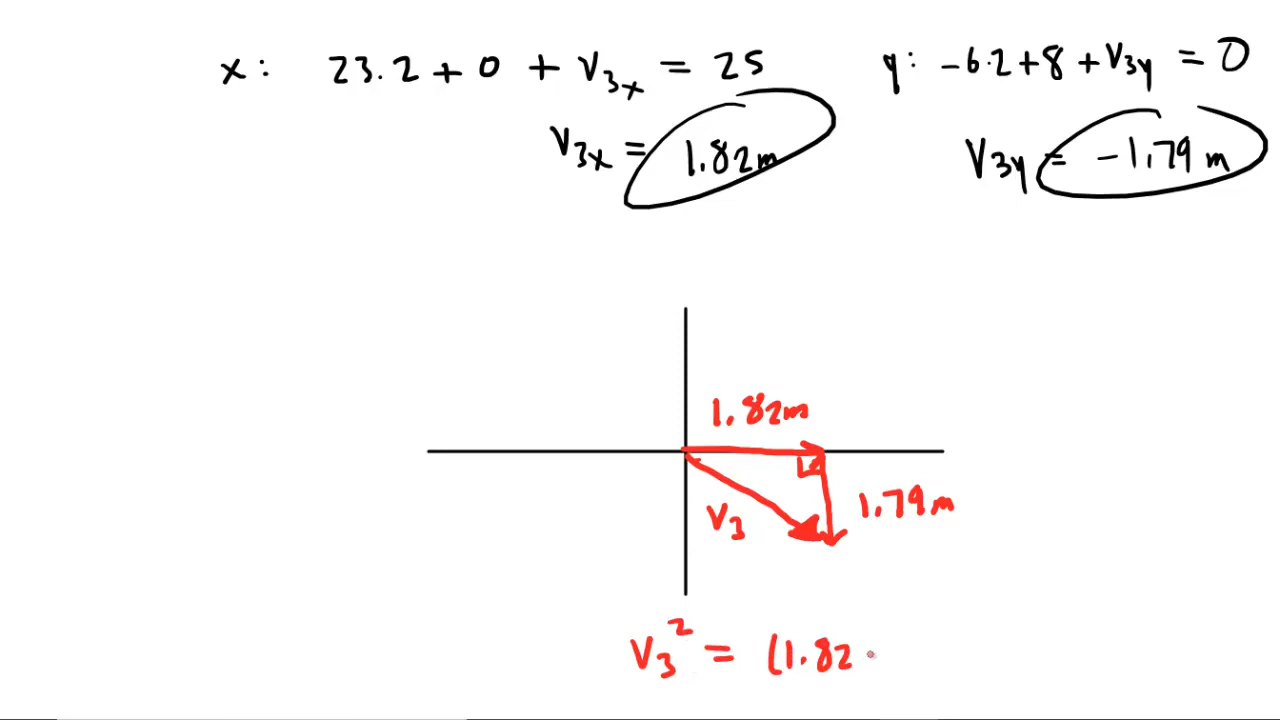 x: 23.2 + 0 + V₃ₓ = 25
V₃ₓ = 1.82m
y: -6.2+8 +V₃y = 0
V₃y = -1.79 m
1.82m
1.79m
V₃
V₃² = (1.82